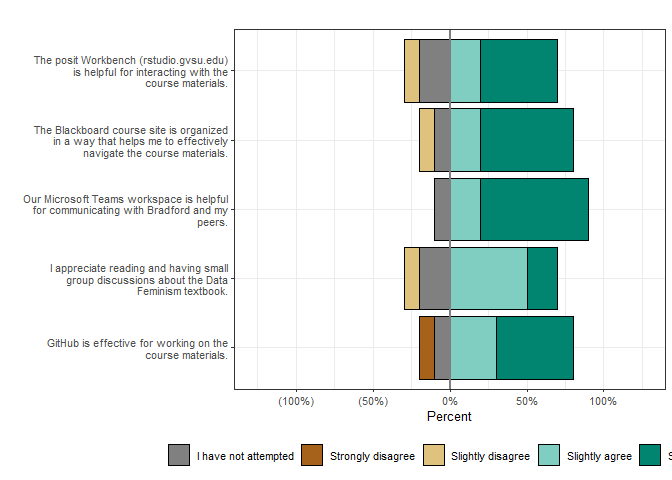 The posit Workbench (rstudio.gvsu.edu)
is helpful for interacting with the
course materials.
The Blackboard course site is organized
in a way that helps me to effectively
navigate the course materials.
Our Microsoft Teams workspace is helpful
for communicating with Bradford and my
peers.
I appreciate reading and having small
group discussions about the Data
Feminism textbook.
GitHub is effective for working on the
course materials.
(100%) (50%) 0% 50% 100%
Percent
I have not attempted Strongly disagree Slightly disagree Slightly agree S